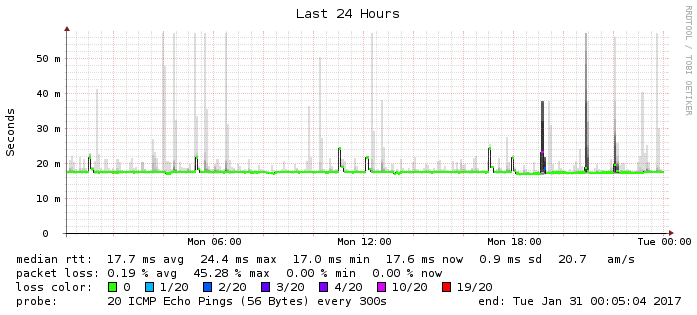 Last 24 Hours
RRDTOOL / TOBI OETIKER
Seconds
50 m
40 m
30 m
20 m
10 m
0
Mon 06:00 Mon 12:00 Mon 18:00 Tue 00:00
median rtt: 17.7 ms avg 24.4 ms max 17.0 ms min 17.6 ms now 0.9 ms sd 20.7 am/s
packet loss: 0.19 % avg 45.28 % max 0.00 % min 0.00 % now
loss color: 0 1/20 2/20 3/20 4/20 10/20 19/20
probe: 20 ICMP Echo Pings (56 Bytes) every 300s end: Tue Jan 31 00:05:04 2017